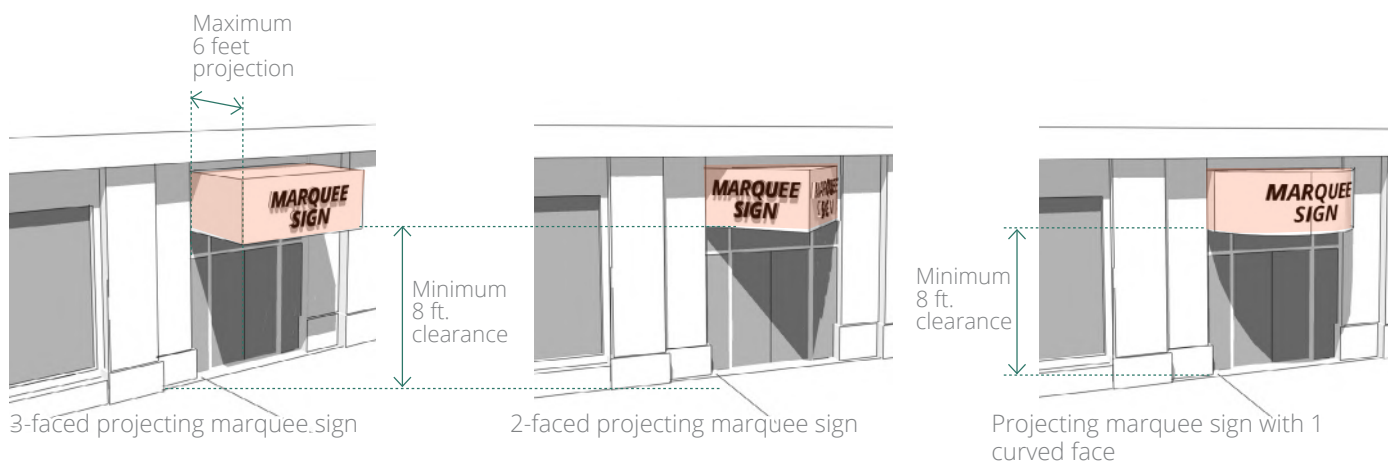 Maximum
6 feet
projection
MARQUEE
SIGN
MARQUEE
SIGN
MARQUEE
MARQUEE
SIGN
Minimum
8 ft.
clearance
Minimum
8 ft.
clearance
3-faced projecting marquee sign
2-faced projecting marquee sign
Projecting marquee sign with 1
curved face